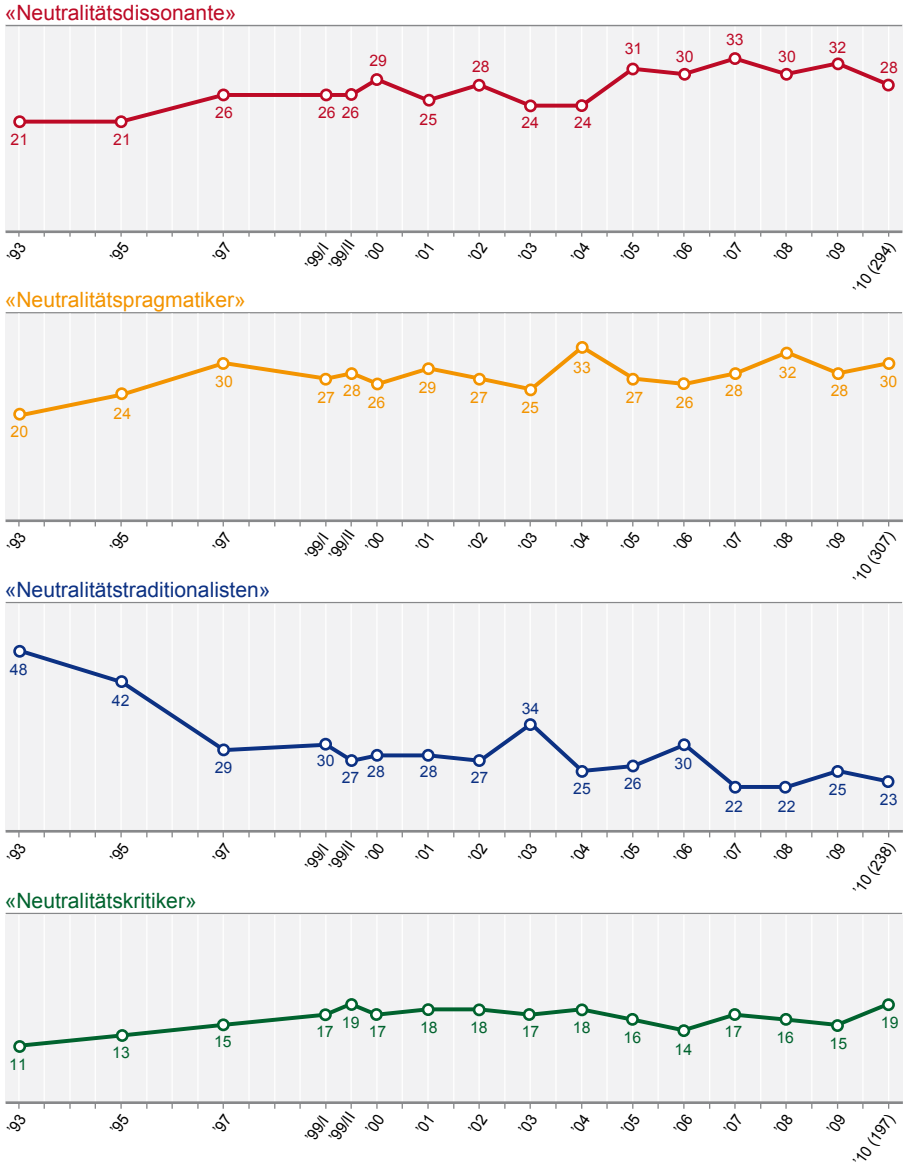 «Neutralitätsdissonante»
21 21 26 26 26 29 25 28 24 24 31 30 33 30 32 28
'93 '95 '97 '99/I '99/II '00 '01 '02 '03 '04 '05 '06 '07 '08 '09 '10 (294)
«Neutralitätspragmatiker»
20 24 30 27 28 26 29 27 25 33 27 26 28 32 28 30
'93 '95 '97 '99/I '99/II '00 '01 '02 '03 '04 '05 '06 '07 '08 '09 '10 (307)
«Neutralitätstraditionalisten»
48 42 29 30 27 28 28 27 34 25 26 30 22 22 25 23
'93 '95 '97 '99/I '99/II '00 '01 '02 '03 '04 '05 '06 '07 '08 '09 '10 (238)
«Neutralitätskritiker»
11 13 15 17 19 17 18 18 17 18 16 14 17 16 15 19
'93 '95 '97 '99/I '99/II '00 '01 '02 '03 '04 '05 '06 '07 '08 '09 '10 (197)